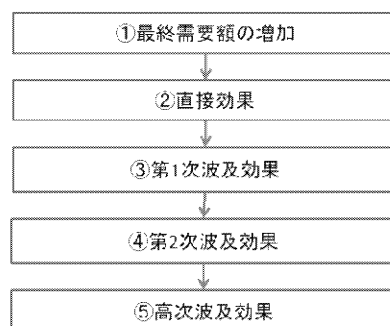 ①最終需要額の増加
②直接効果
③第1次波及効果
④第2次波及効果
⑤高次波及効果